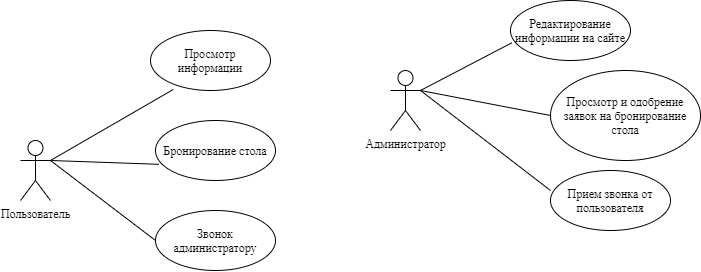 Просмотр
информации
Бронирование стола
Пользователь
Звонок
администратору
Редактирование
информации на сайте
Просмотр и одобрение
заявок на бронирование
стола
Администратор
Прием звонка от
пользователя